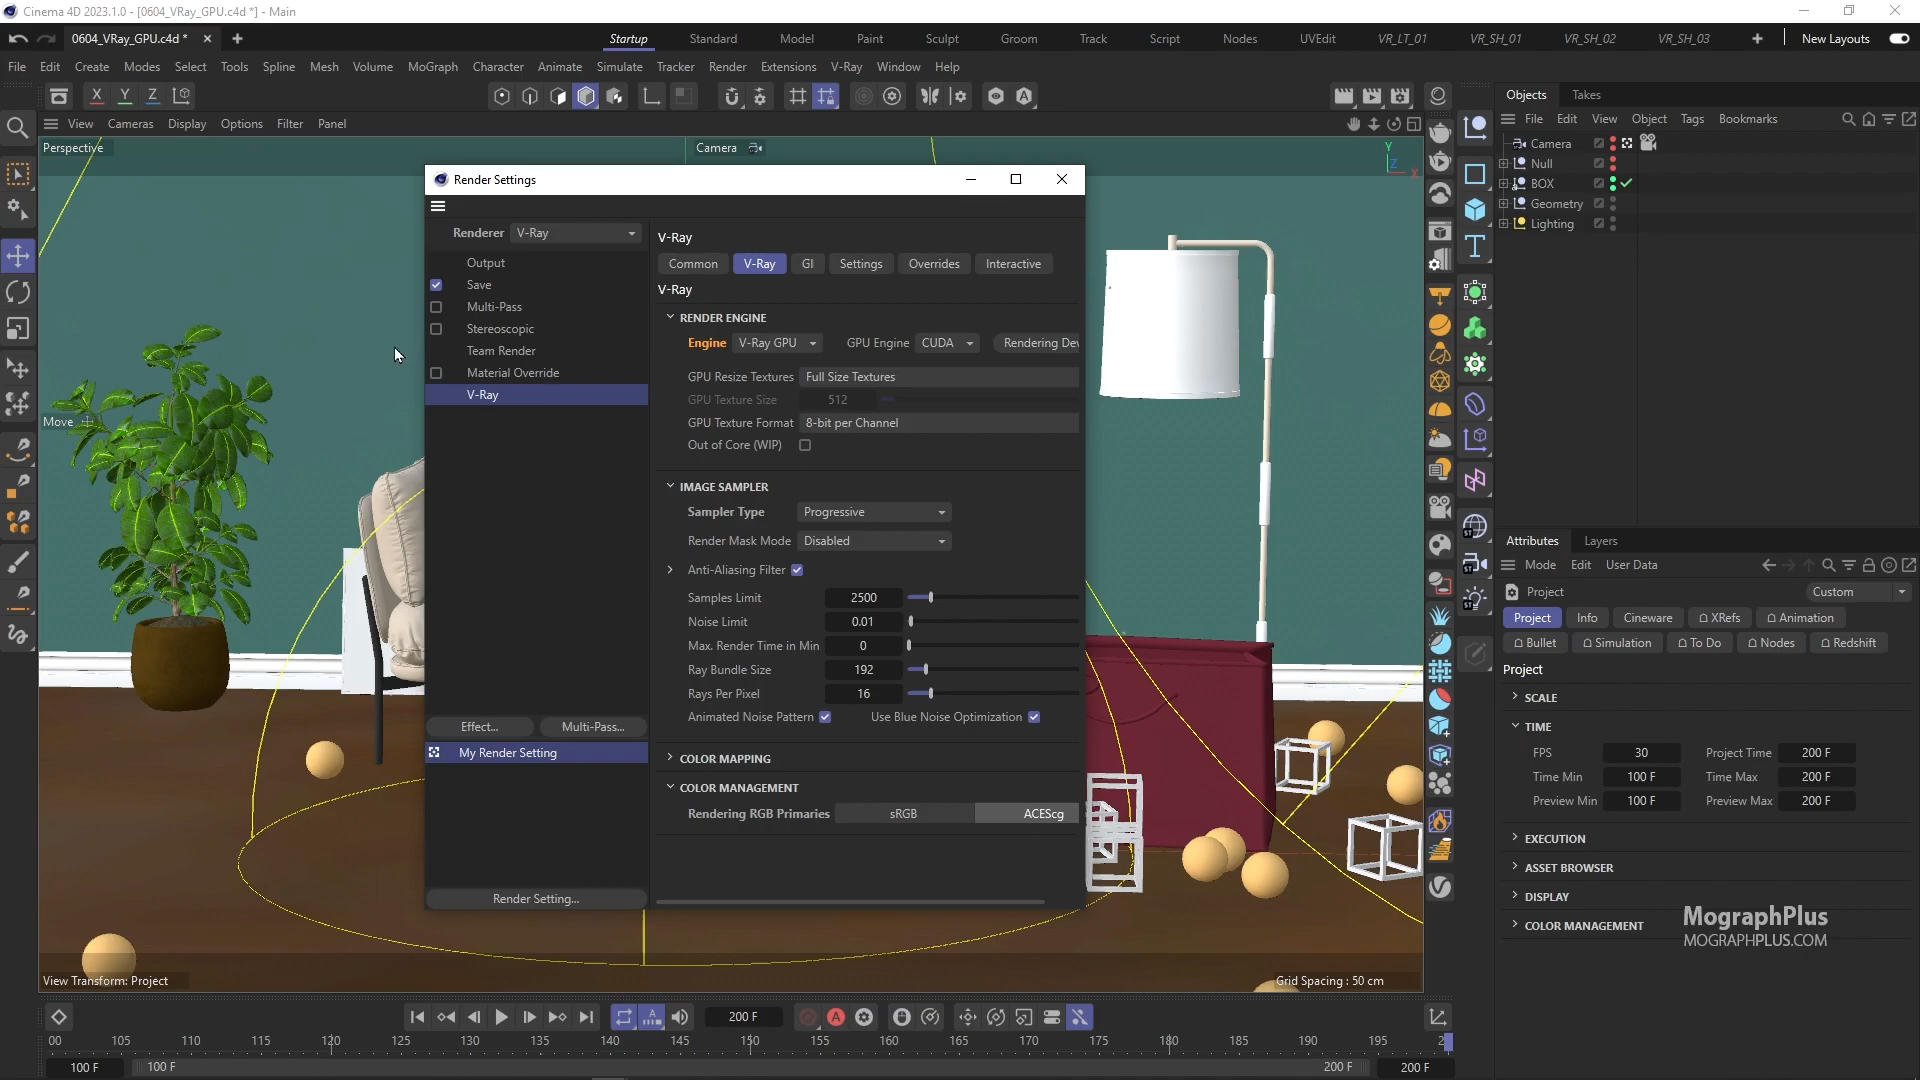 Cinema 4D 2023.1.0 - [0604_VRay_GPU.c4d *] - Main
0604_VRay_GPU.c4d *
Startup Standard Model Paint Sculpt Groom Track Script Nodes UVEdit VR_LT_01 VR_SH_01 VR_SH_02 VR_SH_03 New Layouts
File Edit Create Modes Select Tools Spline Mesh Volume MoGraph Character Animate Simulate Tracker Render Extensions V-Ray Window Help
X Y Z
View Cameras Display Options Filter Panel
Perspective
Camera
Y
Z
X
Move
Render Settings
Renderer V-Ray
Output
Save
Multi-Pass
Stereoscopic
Team Render
Material Override
V-Ray
Effect... Multi-Pass...
My Render Setting
Render Setting...
V-Ray
Common V-Ray GI Settings Overrides Interactive
V-Ray
RENDER ENGINE
Engine V-Ray GPU GPU Engine CUDA Rendering Dev
GPU Resize Textures Full Size Textures
GPU Texture Size 512
GPU Texture Format 8-bit per Channel
Out of Core (WIP)
IMAGE SAMPLER
Sampler Type Progressive
Render Mask Mode Disabled
Anti-Aliasing Filter
Samples Limit 2500
Noise Limit 0.01
Max. Render Time in Min 0
Ray Bundle Size 192
Rays Per Pixel 16
Animated Noise Pattern Use Blue Noise Optimization
COLOR MAPPING
COLOR MANAGEMENT
Rendering RGB Primaries sRGB ACEScg
View Transform: Project
Grid Spacing : 50 cm
Objects Takes
File Edit View Object Tags Bookmarks
Camera
Null
BOX
Geometry
Lighting
Attributes Layers
Mode Edit User Data
Project Custom
Project Info Cineware XRefs Animation
Bullet Simulation To Do Nodes Redshift
Project
SCALE
TIME
FPS 30 Project Time 200 F
Time Min 100 F Time Max 200 F
Preview Min 100 F Preview Max 200 F
EXECUTION
ASSET BROWSER
DISPLAY
COLOR MANAGEMENT
MographPlus
MOGRAPHPLUS.COM
200 F
00 105 110 115 120 125 130 135 140 145 150 155 160 165 170 175 180 185 190 195 2
100 F 100 F 200 F 200 F